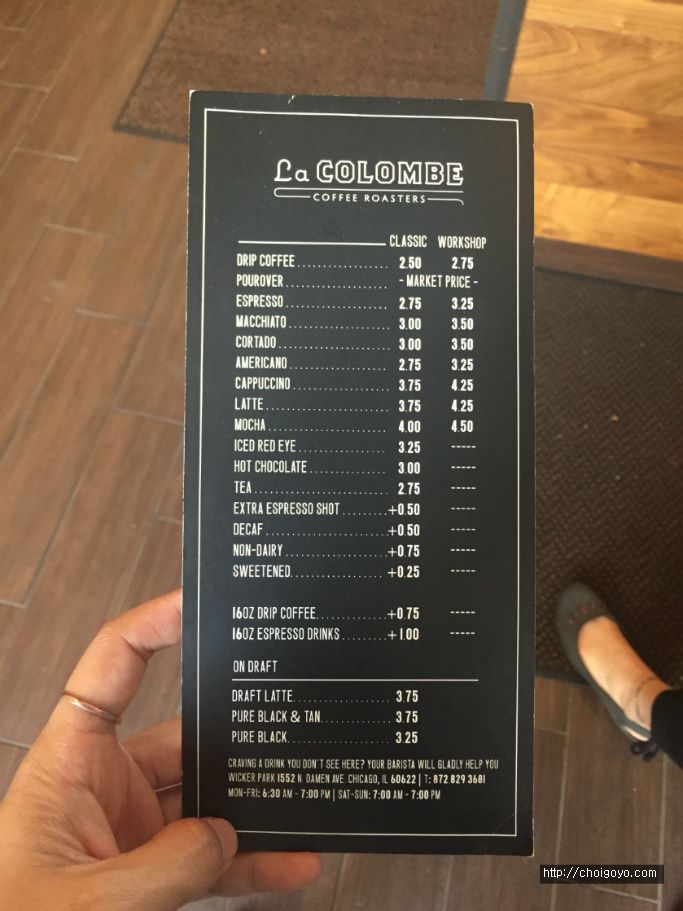 La COLOMBE
COFFEE ROASTERS
CLASSIC WORKSHOP
DRIP COFFEE 2.50 2.75
POUROVER - MARKET PRICE -
ESPRESSO 2.75 3.25
MACCHIATO 3.00 3.50
CORTADO 3.00 3.50
AMERICANO 2.75 3.25
CAPPUCCINO 3.75 4.25
LATTE 3.75 4.25
MOCHA 4.00 4.50
ICED RED EYE 3.25 -----
HOT CHOCOLATE 3.00 -----
TEA 2.75 -----
EXTRA ESPRESSO SHOT +0.50 -----
DECAF +0.50 -----
NON-DAIRY +0.75 -----
SWEETENED +0.25 -----
16OZ DRIP COFFEE +0.75 -----
16OZ ESPRESSO DRINKS +1.00 -----
ON DRAFT
DRAFT LATTE 3.75
PURE BLACK & TAN 3.75
PURE BLACK 3.25
CRAVING A DRINK YOU DON'T SEE HERE? YOUR BARISTA WILL GLADLY HELP YOU
WICKER PARK 1552 N DAMEN AVE. CHICAGO, IL 60622 | T: 872 829 3681
MON-FRI: 6:30 AM - 7:00 PM | SAT-SUN: 7:00 AM - 7:00 PM
http://choigoyo.com